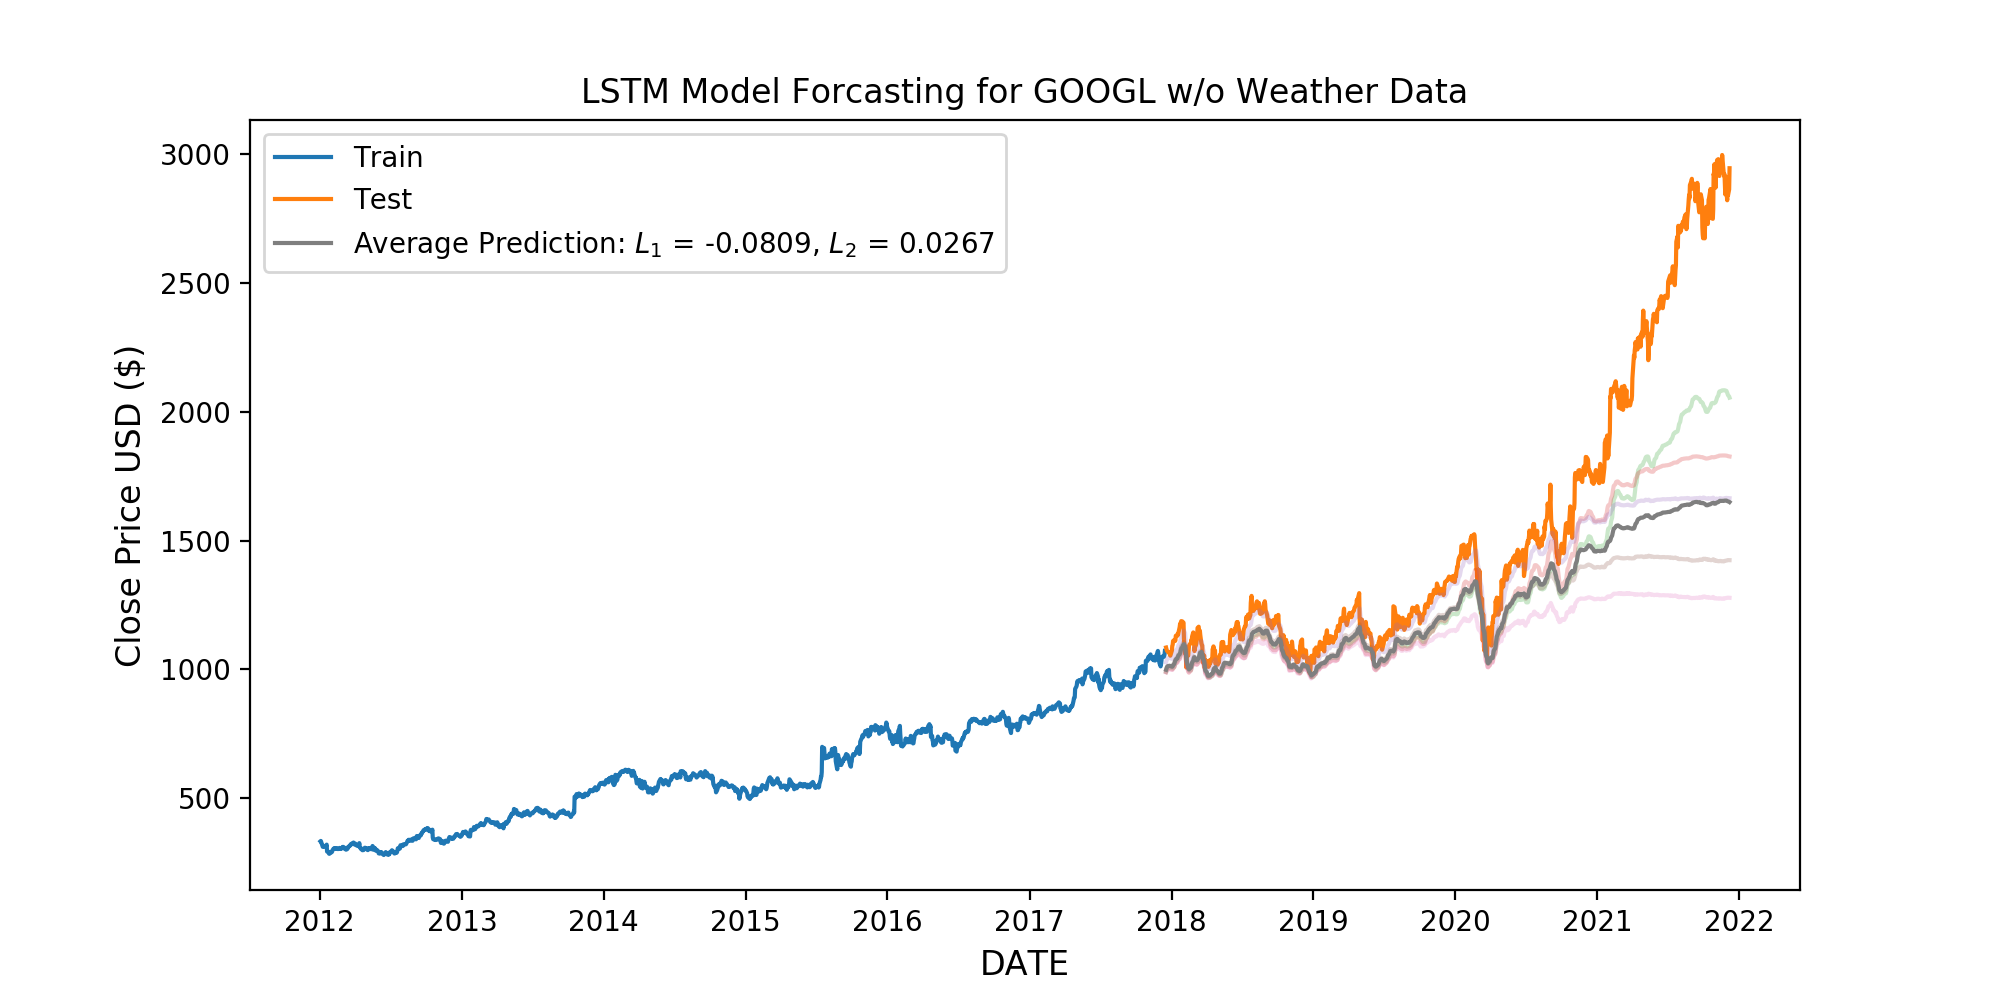 LSTM Model Forcasting for GOOGL w/o Weather Data
Train
Test
Average Prediction: L₁ = -0.0809, L₂ = 0.0267
Close Price USD ($)
3000
2500
2000
1500
1000
500
2012 2013 2014 2015 2016 2017 2018 2019 2020 2021 2022
DATE